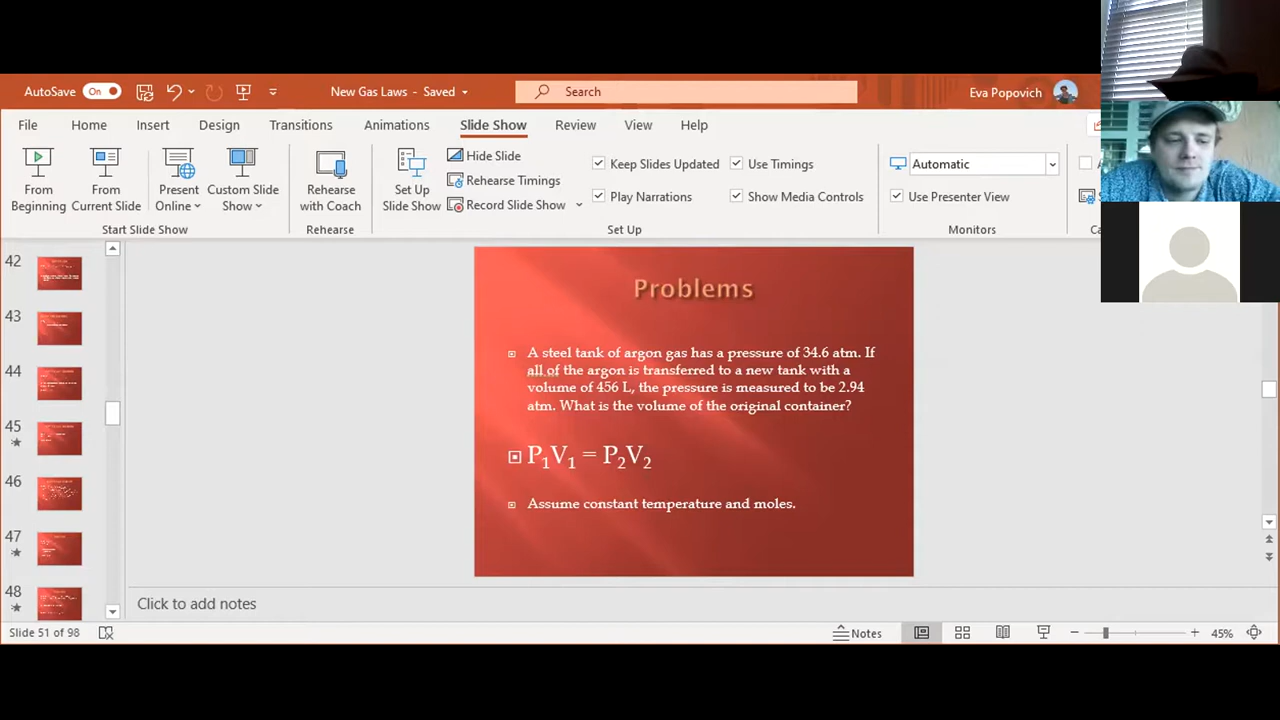 AutoSave On New Gas Laws - Saved Search Eva Popovich
File Home Insert Design Transitions Animations Slide Show Review View Help
From Beginning
From Current Slide
Present Online
Custom Slide Show
Start Slide Show
Rehearse with Coach
Rehearse
Set Up Slide Show
Hide Slide
Rehearse Timings
Record Slide Show
Keep Slides Updated
Use Timings
Play Narrations
Show Media Controls
Set Up
Automatic
Use Presenter View
Monitors
42
43
44
45
46
47
48
Problems
A steel tank of argon gas has a pressure of 34.6 atm. If
all of the argon is transferred to a new tank with a
volume of 456 L, the pressure is measured to be 2.94
atm. What is the volume of the original container?
P₁V₁ = P₂V₂
Assume constant temperature and moles.
Click to add notes
Slide 51 of 98 Notes 45%